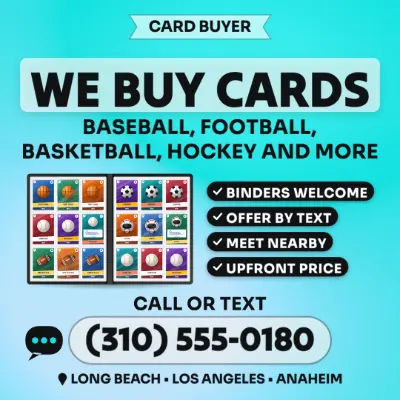 CARD BUYER
WE BUY CARDS
BASEBALL, FOOTBALL,
BASKETBALL, HOCKEY AND MORE
✓ BINDERS WELCOME
✓ OFFER BY TEXT
✓ MEET NEARBY
✓ UPFRONT PRICE
CALL OR TEXT
(310) 555-0180
LONG BEACH • LOS ANGELES • ANAHEIM